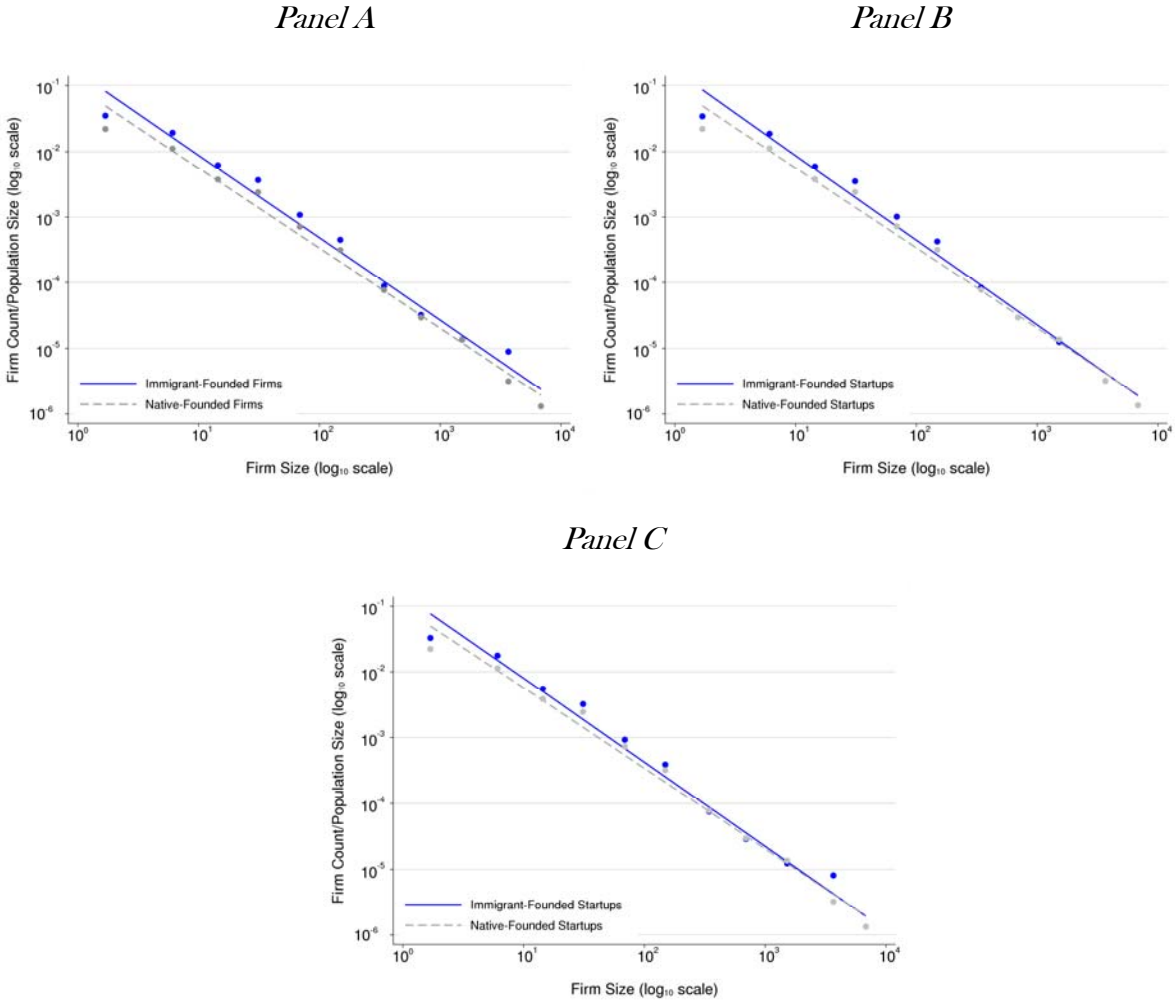 Panel A
Firm Count/Population Size (log₁₀ scale)
10⁻¹
10⁻²
10⁻³
10⁻⁴
10⁻⁵
10⁻⁶
Immigrant-Founded Firms
Native-Founded Firms
10⁰ 10¹ 10² 10³ 10⁴
Firm Size (log₁₀ scale)
Panel B
Firm Count/Population Size (log₁₀ scale)
10⁻¹
10⁻²
10⁻³
10⁻⁴
10⁻⁵
10⁻⁶
Immigrant-Founded Startups
Native-Founded Startups
10⁰ 10¹ 10² 10³ 10⁴
Firm Size (log₁₀ scale)
Panel C
Firm Count/Population Size (log₁₀ scale)
10⁻¹
10⁻²
10⁻³
10⁻⁴
10⁻⁵
10⁻⁶
Immigrant-Founded Startups
Native-Founded Startups
10⁰ 10¹ 10² 10³ 10⁴
Firm Size (log₁₀ scale)